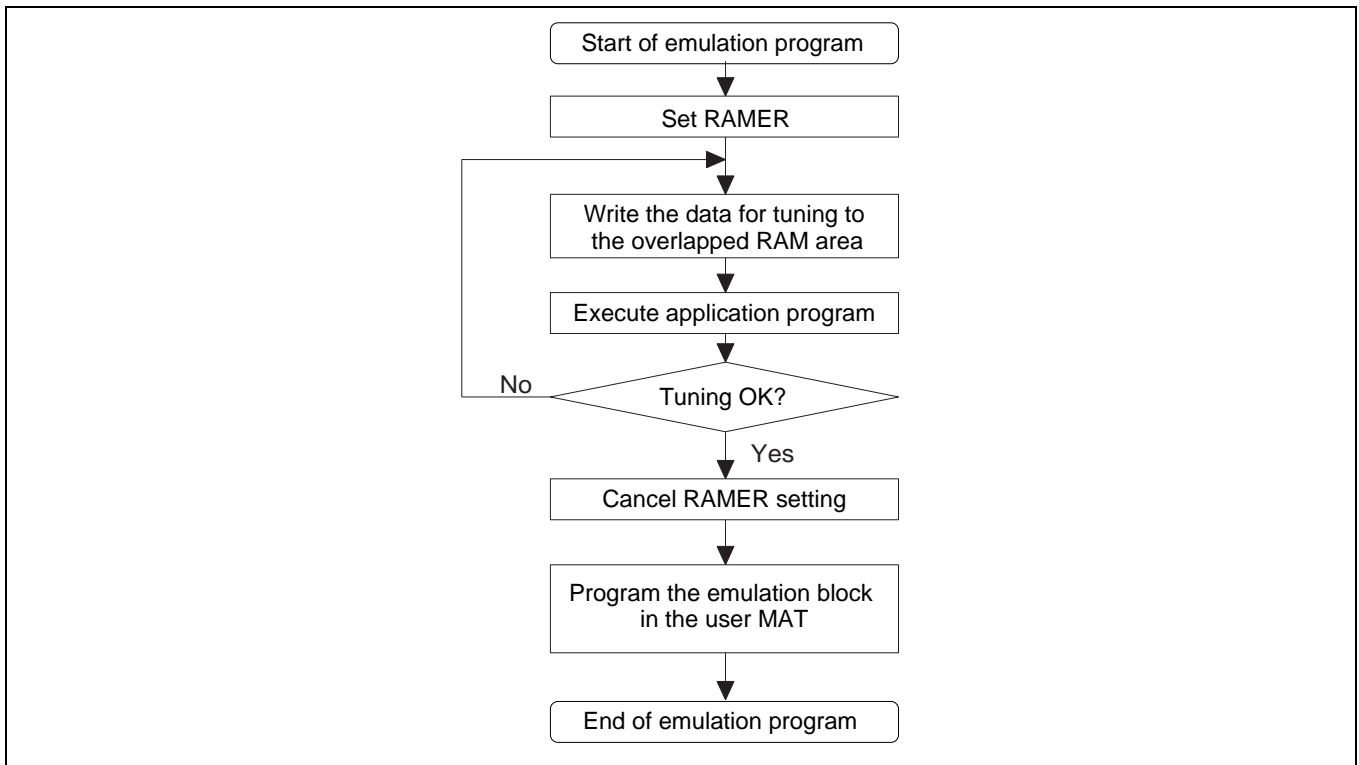 Start of emulation program
Set RAMER
Write the data for tuning to
the overlapped RAM area
Execute application program
No
Tuning OK?
Yes
Cancel RAMER setting
Program the emulation block
in the user MAT
End of emulation program